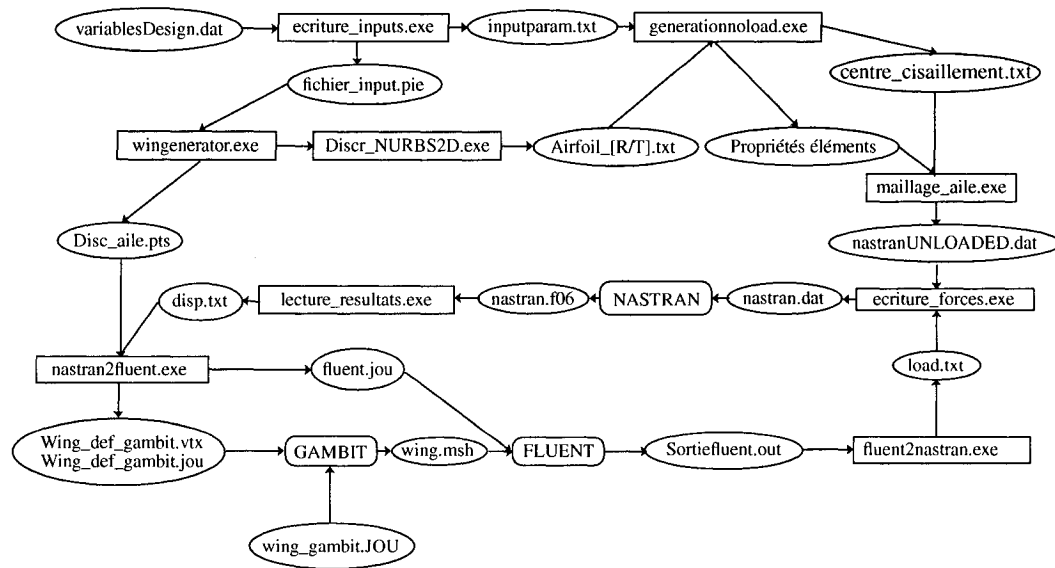 variablesDesign.dat
ecriture_inputs.exe
inputparam.txt
generationnoload.exe
centre_cisaillement.txt
fichier_input.pie
wingenerator.exe
Discr_NURBS2D.exe
Airfoil_[R/T].txt
Propriétés éléments
maillage_aile.exe
Disc_aile.pts
nastranUNLOADED.dat
disp.txt
lecture_resultats.exe
nastran.f06
NASTRAN
nastran.dat
ecriture_forces.exe
nastran2fluent.exe
fluent.jou
load.txt
Wing_def_gambit.vtx
Wing_def_gambit.jou
GAMBIT
wing.msh
FLUENT
Sortiefluent.out
fluent2nastran.exe
wing_gambit.JOU